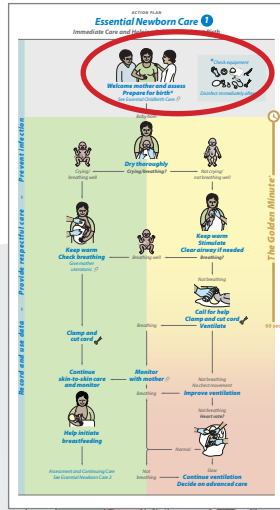 ACTION PLAN
Essential Newborn Care 1
Immediate Care and Birth
Welcome mother and assess
Prepare for birth*
See Essential Childbirth Care
*Check equipment
Disinfect immediately after
Dry thoroughly
Crying/
breathing well
Crying/breathing?
Not crying/
not breathing well
Keep warm
Check breathing
Give mother
uterotonic
Breathing well
Keep warm
Stimulate
Clear airway if needed
Breathing?
Not breathing
Call for help
Clamp and cut cord
Ventilate
Breathing
60 sec
Clamp and
cut cord
Continue
skin-to-skin care
and monitor
Monitor
with mother
Not breathing
No chest movement
Breathing
Improve ventilation
Not breathing
Heart rate?
Help initiate
breastfeeding
Normal
Assessment and Continuing Care
See Essential Newborn Care 2
Not
breathing
Slow
Continue ventilation
Decide on advanced care
Prevent infection
Provide respectful care
Record and use data
The Golden Minute